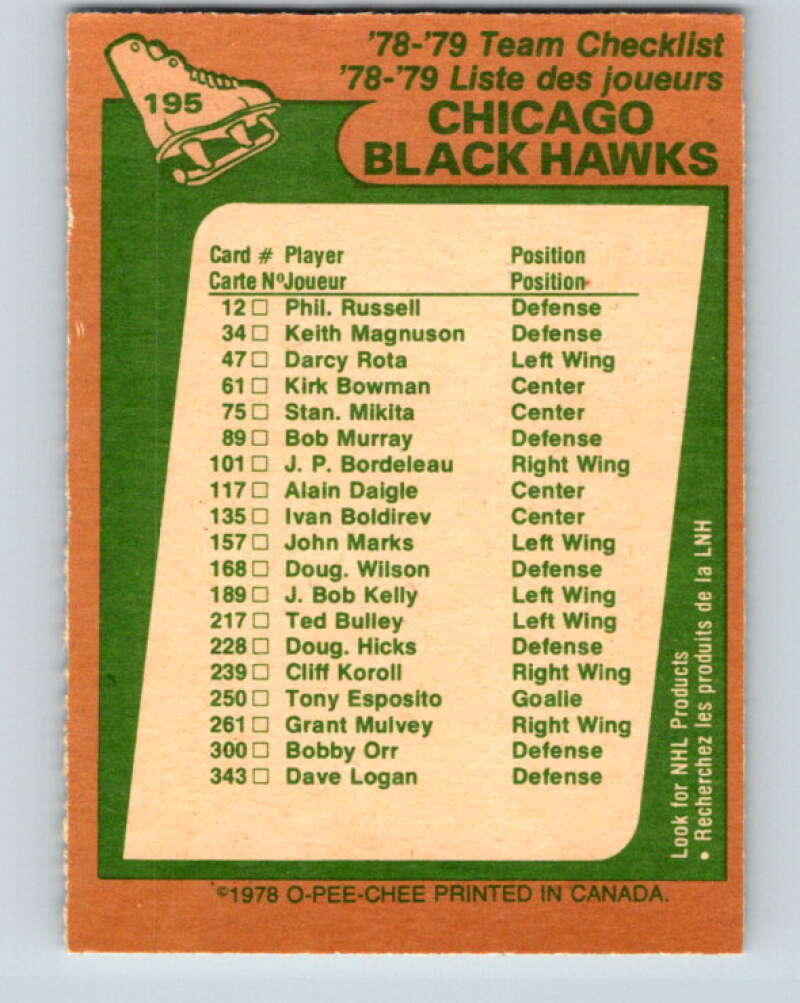 195
'78-'79 Team Checklist
'78-'79 Liste des joueurs
CHICAGO
BLACK HAWKS
Card # Player Position
Carte Nº Joueur Position
12 □ Phil. Russell Defense
34 □ Keith Magnuson Defense
47 □ Darcy Rota Left Wing
61 □ Kirk Bowman Center
75 □ Stan. Mikita Center
89 □ Bob Murray Defense
101 □ J. P. Bordeleau Right Wing
117 □ Alain Daigle Center
135 □ Ivan Boldirev Center
157 □ John Marks Left Wing
168 □ Doug. Wilson Defense
189 □ J. Bob Kelly Left Wing
217 □ Ted Bulley Left Wing
228 □ Doug. Hicks Defense
239 □ Cliff Koroll Right Wing
250 □ Tony Esposito Goalie
261 □ Grant Mulvey Right Wing
300 □ Bobby Orr Defense
343 □ Dave Logan Defense
Look for NHL Products
• Recherchez les produits de la LNH
©1978 O-PEE-CHEE PRINTED IN CANADA.